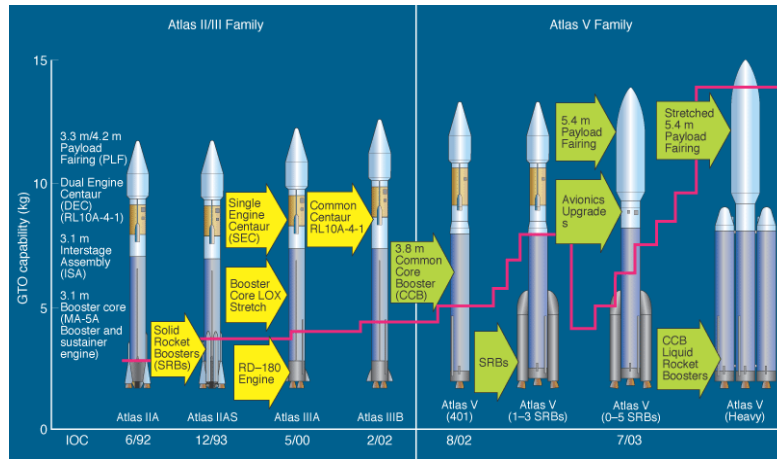 Atlas II/III Family
Atlas V Family
15
10
5
0
GTO capability (kg)
3.3 m/4.2 m
Payload
Fairing (PLF)
Dual Engine
Centaur
(DEC)
(RL10A-4-1)
3.1 m
Interstage
Assembly
(ISA)
3.1 m
Booster core
(MA-5A
Booster and
sustainer
engine)
Solid
Rocket
Boosters
(SRBs)
Single
Engine
Centaur
(SEC)
Booster
Core LOX
Stretch
RD–180
Engine
Common
Centaur
RL10A-4-1
3.8 m
Common
Core
Booster
(CCB)
SRBs
5.4 m
Payload
Fairing
Avionics
Upgrade
s
Stretched
5.4 m
Payload
Fairing
CCB
Liquid
Rocket
Boosters
Atlas IIA
Atlas IIAS
Atlas IIIA
Atlas IIIB
Atlas V
(401)
Atlas V
(1–3 SRBs)
Atlas V
(0–5 SRBs)
Atlas V
(Heavy)
IOC
6/92
12/93
5/00
2/02
8/02
7/03